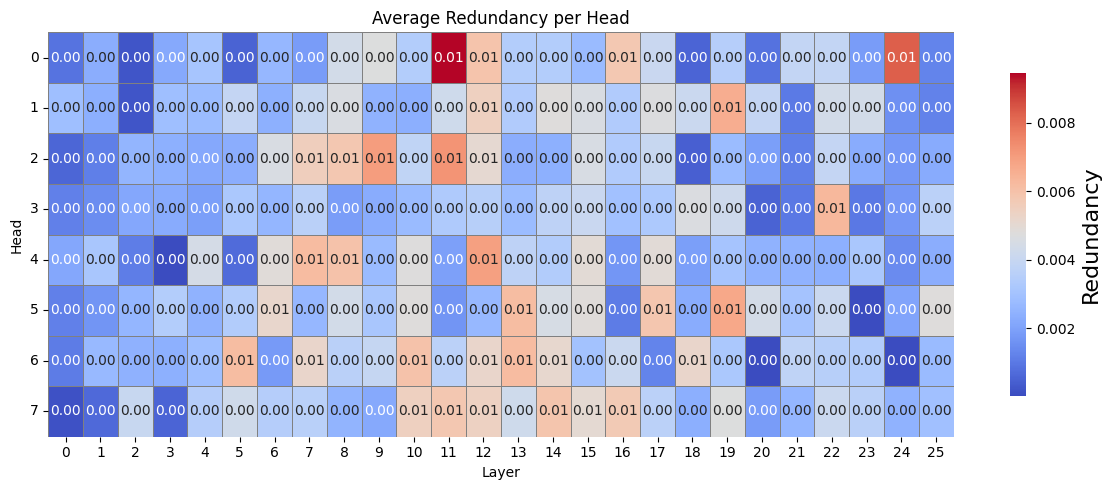 Average Redundancy per Head
0 0.00 0.00 0.00 0.00 0.00 0.00 0.00 0.00 0.00 0.00 0.00 0.01 0.01 0.00 0.00 0.00 0.01 0.00 0.00 0.00 0.00 0.00 0.00 0.00 0.01 0.00
1 0.00 0.00 0.00 0.00 0.00 0.00 0.00 0.00 0.00 0.00 0.00 0.00 0.01 0.00 0.00 0.00 0.00 0.00 0.00 0.01 0.00 0.00 0.00 0.00 0.00 0.00
2 0.00 0.00 0.00 0.00 0.00 0.00 0.00 0.01 0.01 0.01 0.00 0.01 0.01 0.00 0.00 0.00 0.00 0.00 0.00 0.00 0.00 0.00 0.00 0.00 0.00 0.00
3 0.00 0.00 0.00 0.00 0.00 0.00 0.00 0.00 0.00 0.00 0.00 0.00 0.00 0.00 0.00 0.00 0.00 0.00 0.00 0.00 0.00 0.00 0.01 0.00 0.00 0.00
4 0.00 0.00 0.00 0.00 0.00 0.00 0.00 0.01 0.01 0.00 0.00 0.00 0.01 0.00 0.00 0.00 0.00 0.00 0.00 0.00 0.00 0.00 0.00 0.00 0.00 0.00
5 0.00 0.00 0.00 0.00 0.00 0.00 0.01 0.00 0.00 0.00 0.00 0.00 0.00 0.01 0.00 0.00 0.00 0.01 0.00 0.01 0.00 0.00 0.00 0.00 0.00 0.00
6 0.00 0.00 0.00 0.00 0.00 0.01 0.00 0.01 0.00 0.00 0.01 0.00 0.01 0.01 0.01 0.00 0.00 0.00 0.01 0.00 0.00 0.00 0.00 0.00 0.00 0.00
7 0.00 0.00 0.00 0.00 0.00 0.00 0.00 0.00 0.00 0.00 0.01 0.01 0.01 0.00 0.01 0.01 0.01 0.00 0.00 0.00 0.00 0.00 0.00 0.00 0.00 0.00
0 1 2 3 4 5 6 7 8 9 10 11 12 13 14 15 16 17 18 19 20 21 22 23 24 25
Layer
Head
0.008
0.006
0.004
0.002
Redundancy